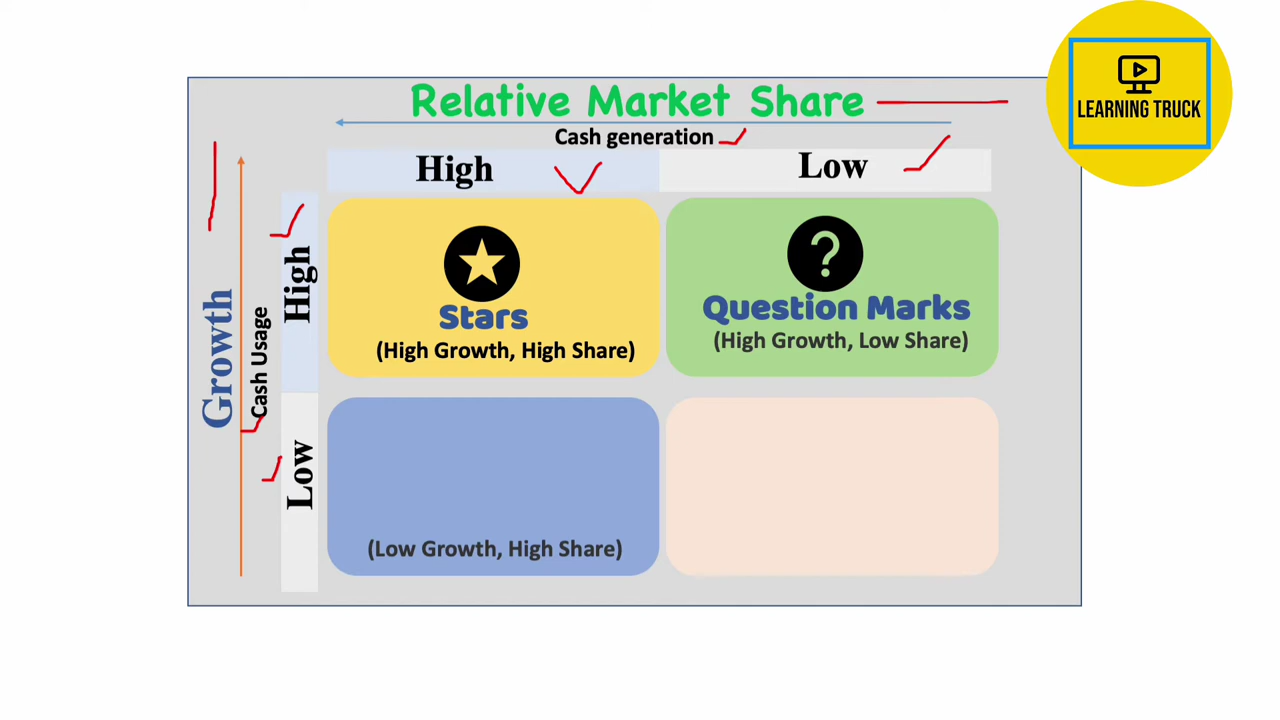 Relative Market Share
LEARNING TRUCK
Cash generation
High
Low
Growth
Cash Usage
High
Stars
(High Growth, High Share)
Question Marks
(High Growth, Low Share)
Low
(Low Growth, High Share)